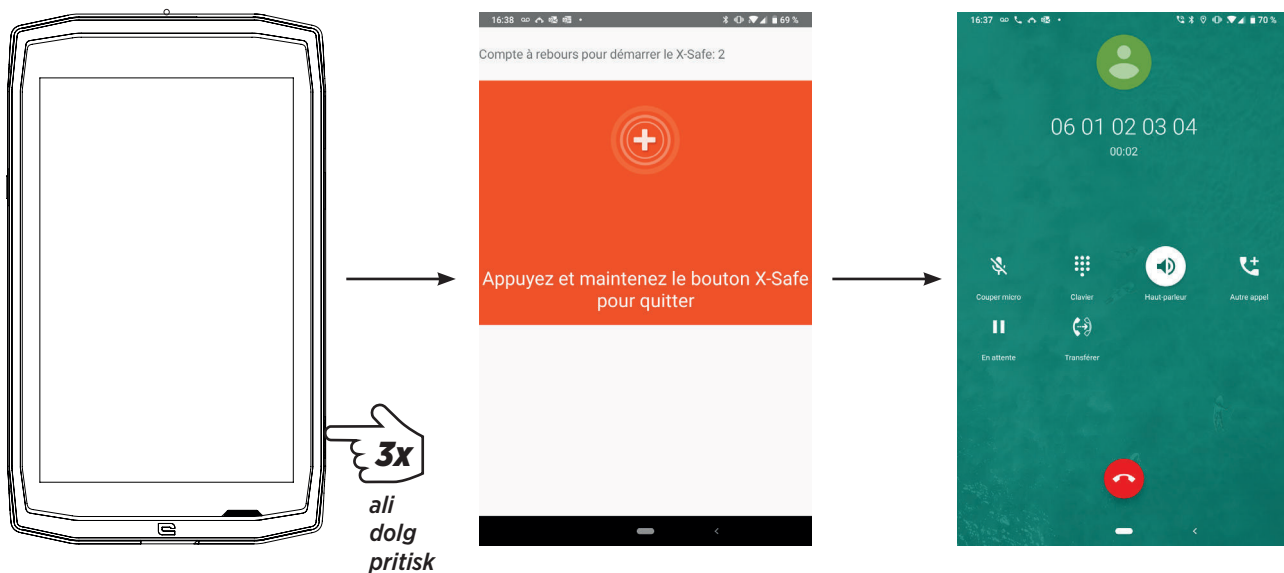 3x
ali
dolg
pritisk
16:38
69 %
Compte à rebours pour démarrer le X-Safe: 2
Appuyez et maintenez le bouton X-Safe
pour quitter
16:37
70 %
06 01 02 03 04
00:02
Couper micro Clavier Haut-parleur Autre appel
En attente Transférer